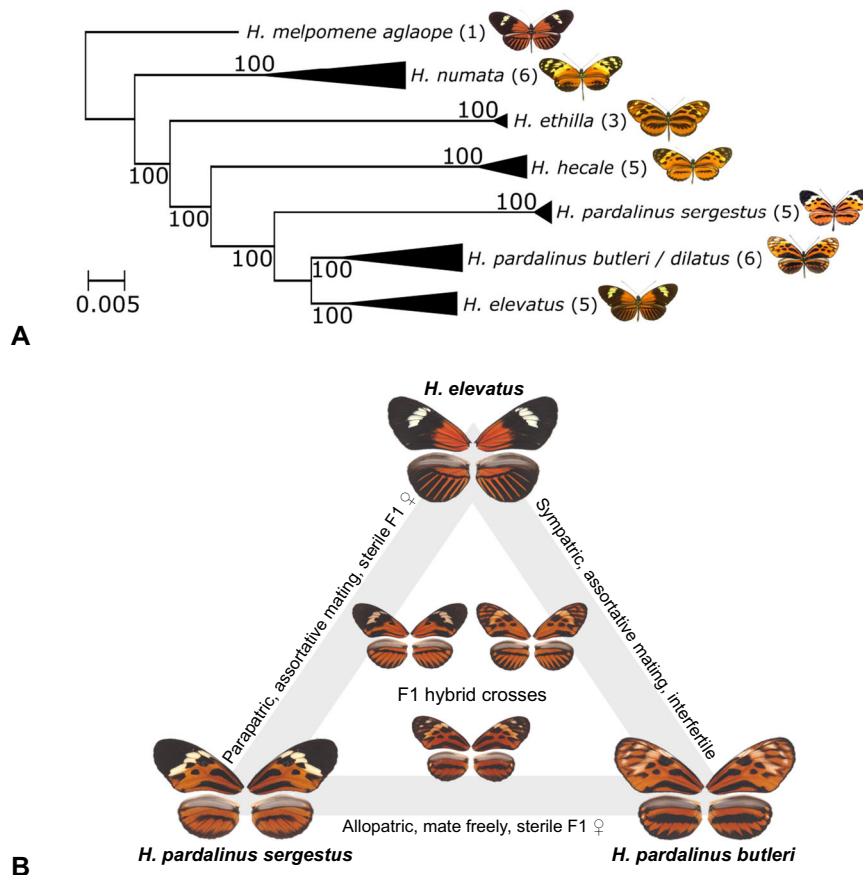 H. melpomene aglaope (1)
100
H. numata (6)
100
H. ethilla (3)
100
100
H. hecale (5)
100
100
H. pardalinus sergestus (5)
100
100
H. pardalinus butleri / dilatus (6)
0.005
100
H. elevatus (5)
A
H. elevatus
Parapatric, assortative mating, sterile F1 ♀
Sympatric, assortative mating, interfertile
F1 hybrid crosses
Allopatric, mate freely, sterile F1 ♀
H. pardalinus sergestus
H. pardalinus butleri
B